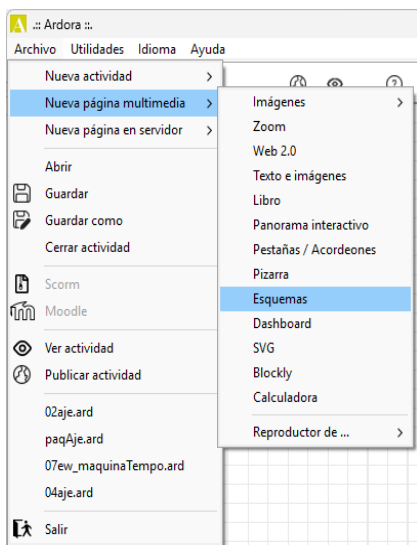 .:: Ardora ::.
Archivo Utilidades Idioma Ayuda
Nueva actividad
Nueva página multimedia
Nueva página en servidor
Abrir
Guardar
Guardar como
Cerrar actividad
Scorm
Moodle
Ver actividad
Publicar actividad
02aje.ard
paqAje.ard
07ew_maquinaTempo.ard
04aje.ard
Salir
Imágenes
Zoom
Web 2.0
Texto e imágenes
Libro
Panorama interactivo
Pestañas / Acordeones
Pizarra
Esquemas
Dashboard
SVG
Blockly
Calculadora
Reproductor de ...